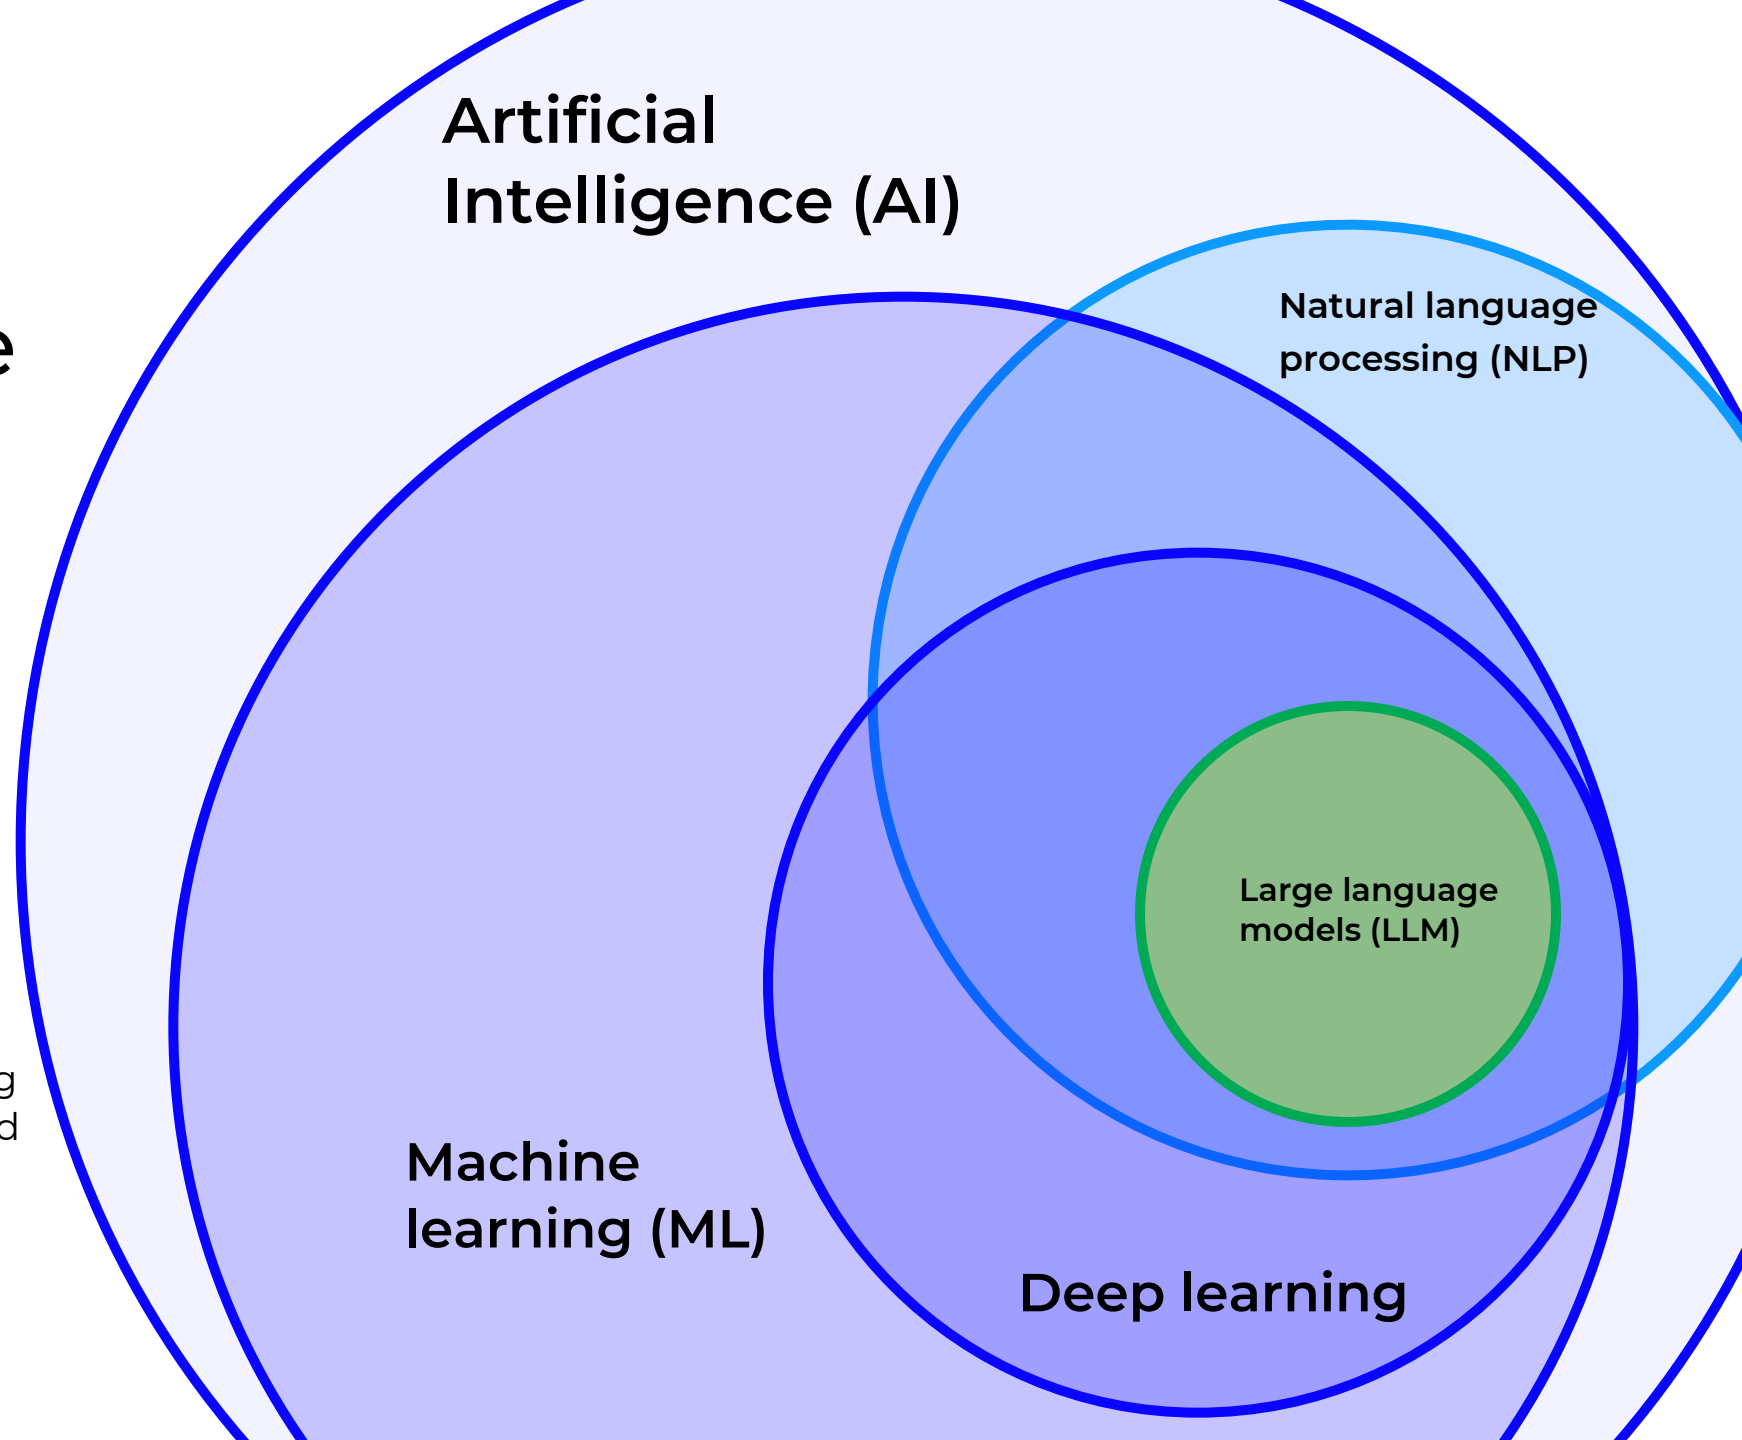 Artificial
Intelligence (AI)
Natural language
processing (NLP)
Large language
models (LLM)
Machine
learning (ML)
Deep learning